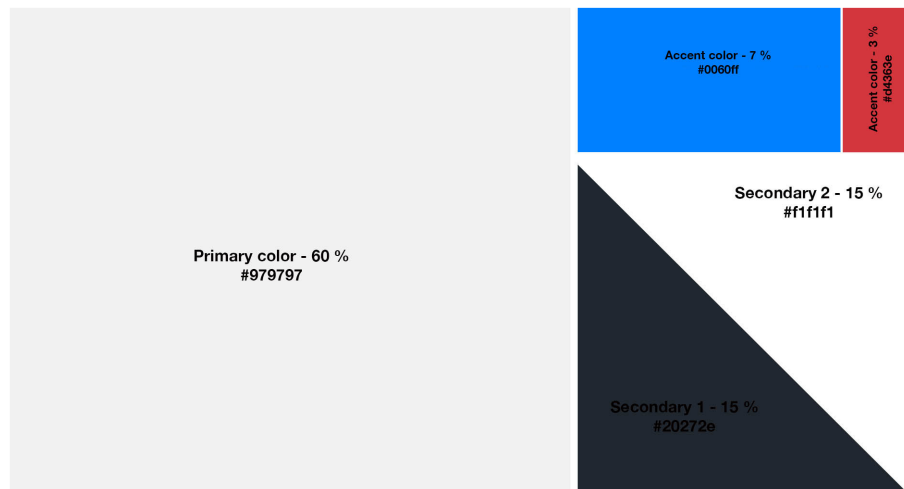 Primary color - 60 %
#979797
Accent color - 7 %
#0060ff
Accent color - 3 %
#d4363e
Secondary 2 - 15 %
#f1f1f1
Secondary 1 - 15 %
#20272e